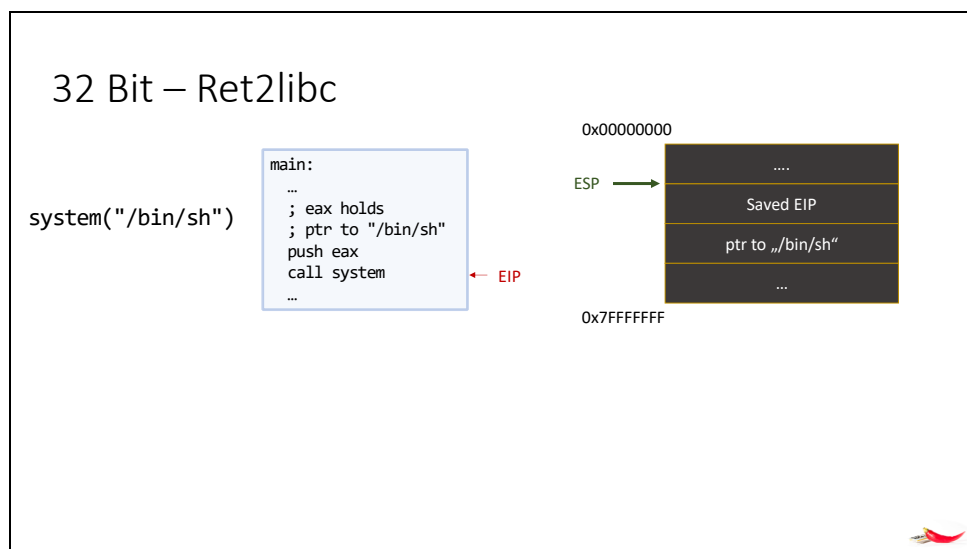 32 Bit – Ret2libc
system("/bin/sh")
main:
…
; eax holds
; ptr to "/bin/sh"
push eax
call system
…
EIP
0x00000000
ESP
….
Saved EIP
ptr to „/bin/sh“
…
0x7FFFFFFF